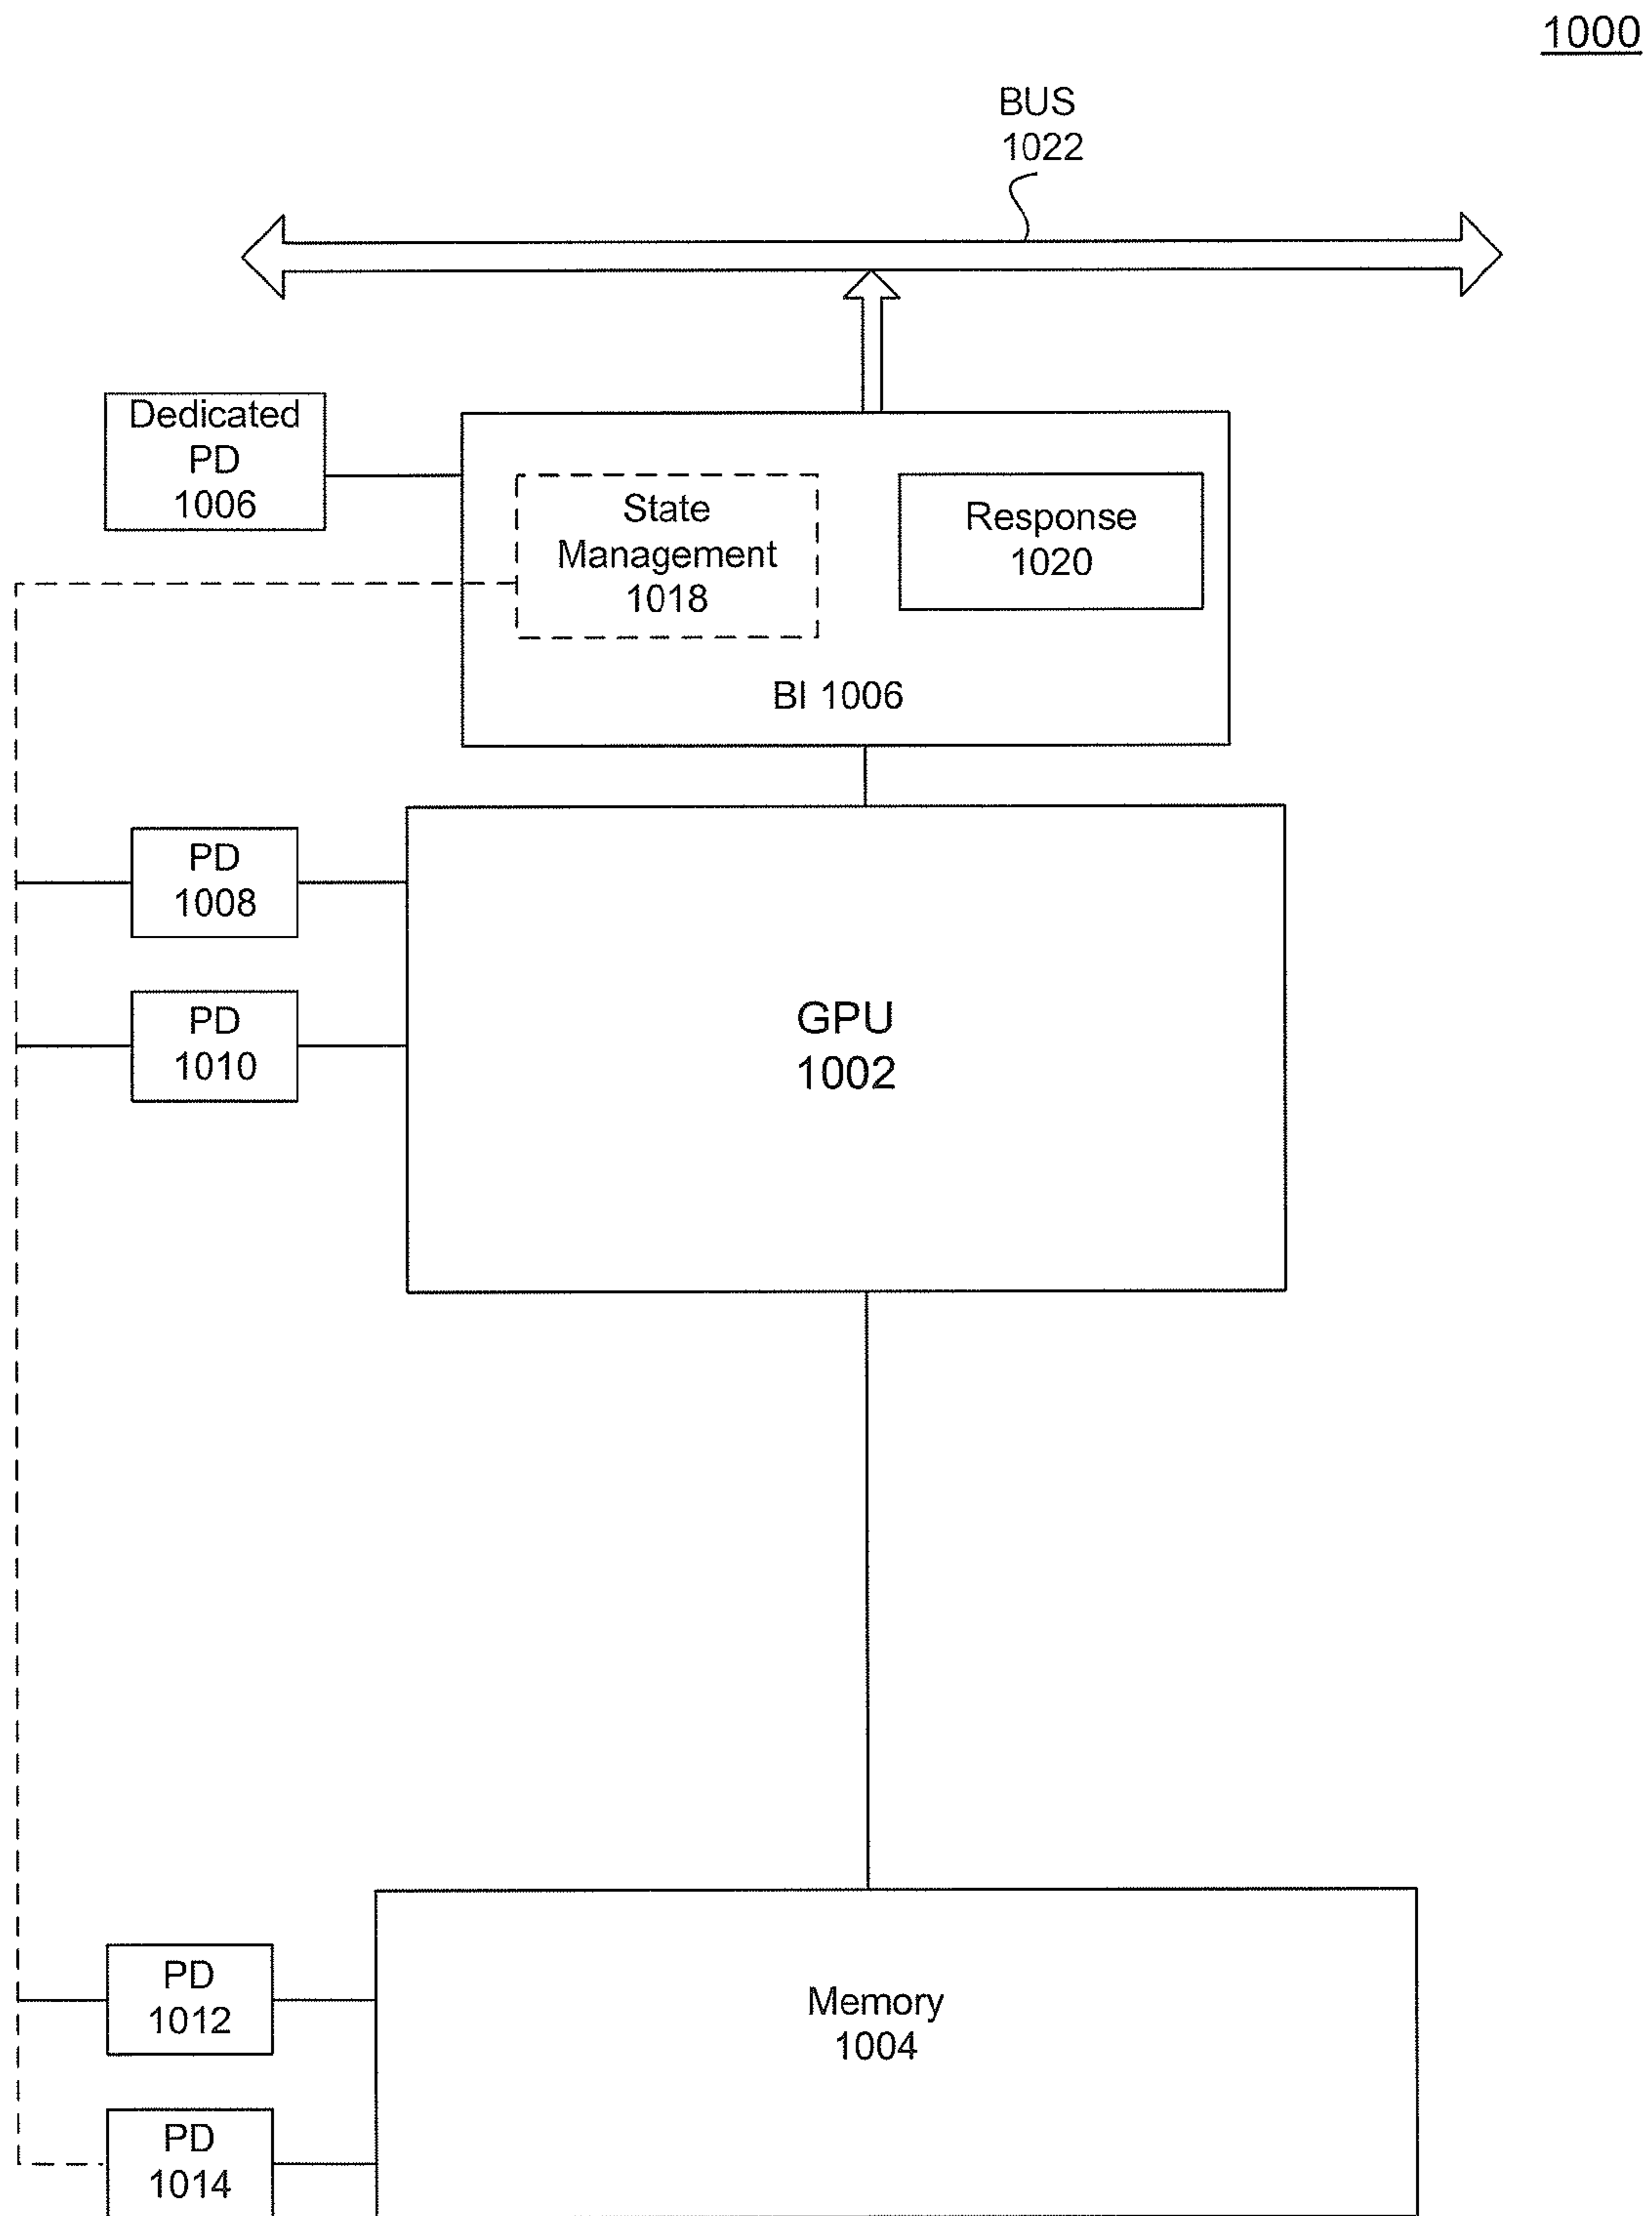 1000
BUS
1022
Dedicated
PD
1006
State
Management
1018
Response
1020
BI 1006
PD
1008
PD
1010
GPU
1002
PD
1012
Memory
1004
PD
1014